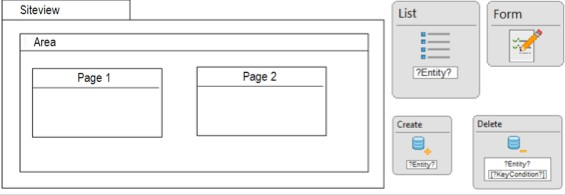 Siteview
Area
Page 1
Page 2
List
?Entity?
Form
Create
?Entity?
Delete
?Entity?
[?KeyCondition?]